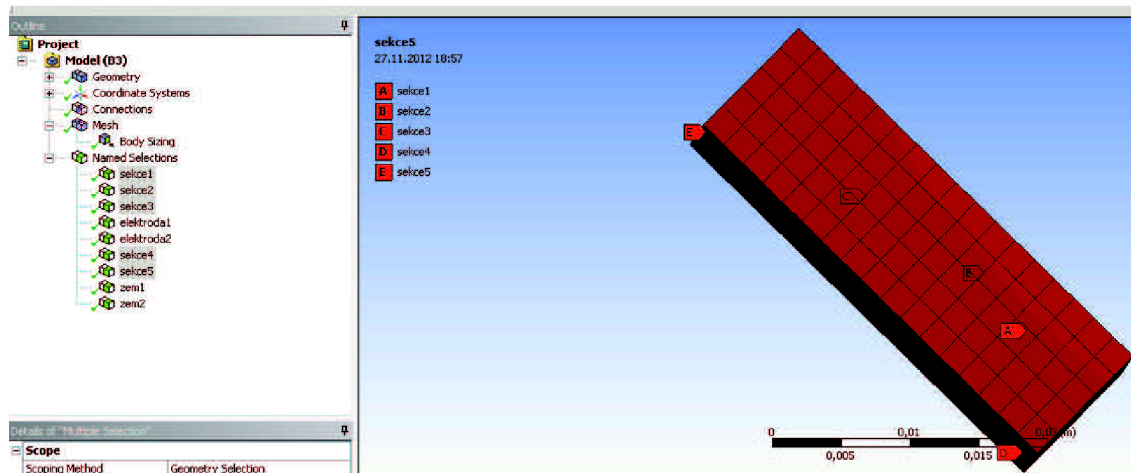 Outline
Project
Model (B3)
Geometry
Coordinate Systems
Connections
Mesh
Body Sizing
Named Selections
sekce1
sekce2
sekce3
elektroda1
elektroda2
sekce4
sekce5
zem1
zem2
Details of "Multiple Selection"
Scope
Scoping Method Geometry Selection
sekce5
27.11.2012 18:57
A sekce1
B sekce2
C sekce3
D sekce4
E sekce5
E
C
B
A
D
0 0,01 (m)
0,005 0,015